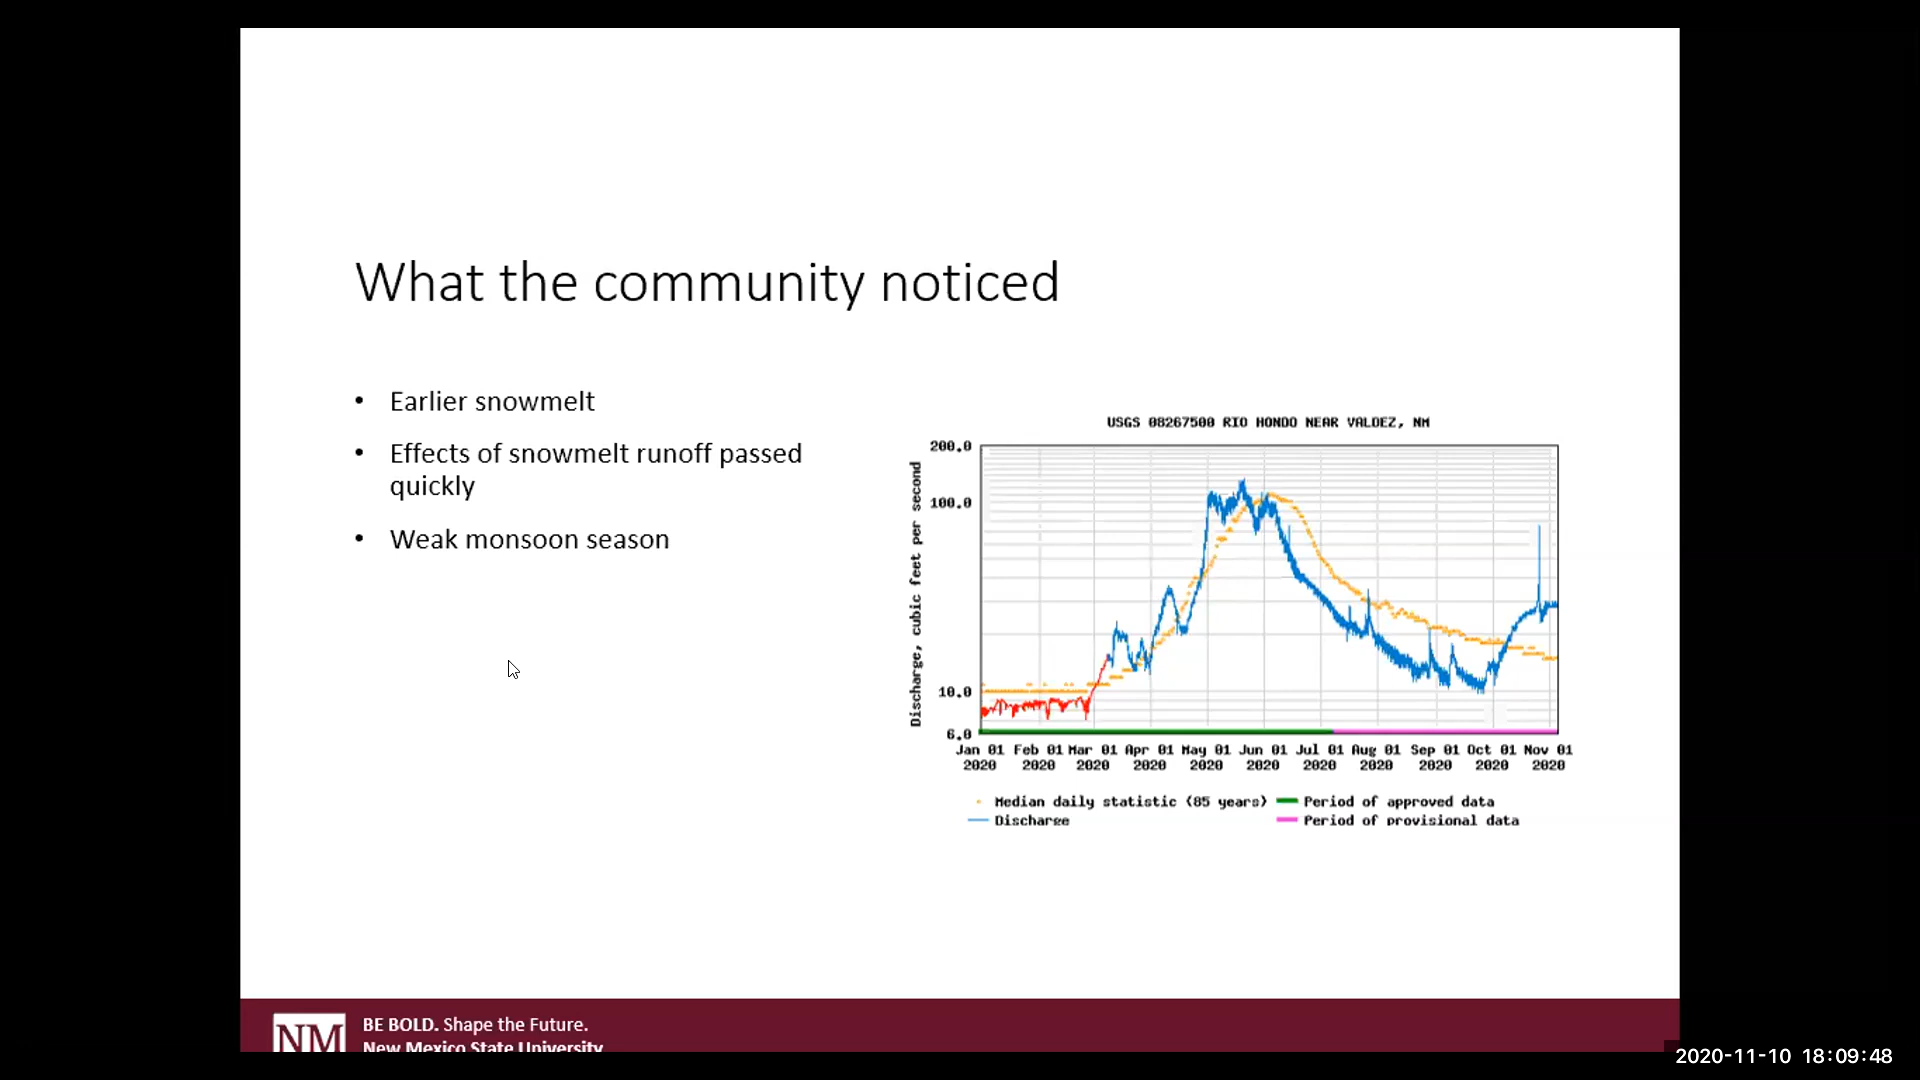 What the community noticed
• Earlier snowmelt
• Effects of snowmelt runoff passed
quickly
• Weak monsoon season
USGS 08267500 RIO HONDO NEAR VALDEZ, NM
Discharge, cubic feet per second
200.0
100.0
10.0
6.0
Jan 01 Feb 01 Mar 01 Apr 01 May 01 Jun 01 Jul 01 Aug 01 Sep 01 Oct 01 Nov 01
2020 2020 2020 2020 2020 2020 2020 2020 2020 2020 2020
Median daily statistic (85 years) Period of approved data
Discharge Period of provisional data
NM BE BOLD. Shape the Future.
New Mexico State University
2020-11-10 18:09:48